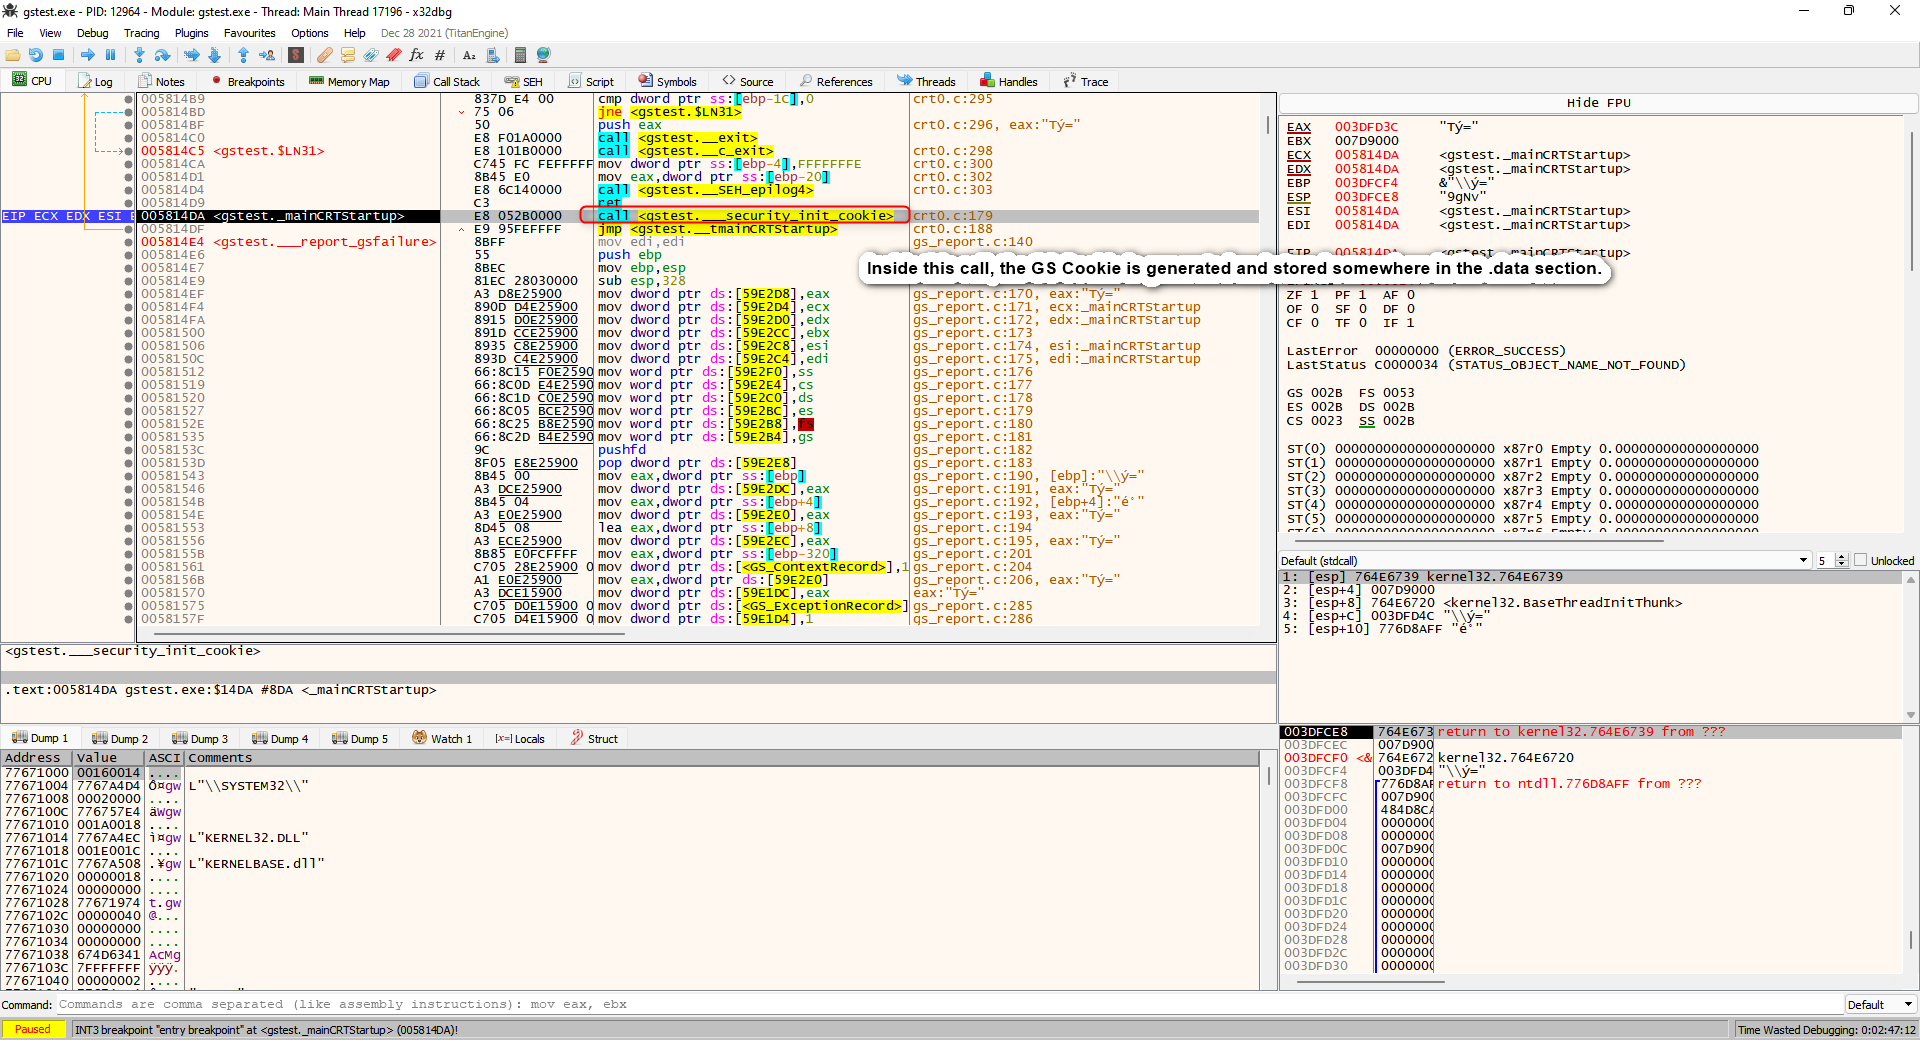 gstest.exe - PID: 12964 - Module: gstest.exe - Thread: Main Thread 17196 - x32dbg
File View Debug Tracing Plugins Favourites Options Help Dec 28 2021 (TitanEngine)
CPU Log Notes Breakpoints Memory Map Call Stack SEH Script Symbols Source References Threads Handles Trace
005814B9 837D E4 00 cmp dword ptr ss:[ebp-1C],0 crt0.c:295
005814BD 75 06 jne <gstest.$LN31>
005814BF 50 push eax crt0.c:296, eax:"Tý="
005814C0 E8 F01A0000 call <gstest.__exit>
005814C5 <gstest.$LN31> E8 101B0000 call <gstest.__c_exit> crt0.c:298
005814CA C745 FC FEFFFFFF mov dword ptr ss:[ebp-4],FFFFFFFE crt0.c:300
005814D1 8B45 E0 mov eax,dword ptr ss:[ebp-20] crt0.c:302
005814D4 E8 6C140000 call <gstest.__SEH_epilog4> crt0.c:303
005814D9 C3 ret
EIP ECX EDX ESI E 005814DA <gstest._mainCRTStartup> E8 052B0000 call <gstest.___security_init_cookie> crt0.c:179
005814DF E9 95FEFFFF jmp <gstest.__tmainCRTStartup> crt0.c:188
005814E4 <gstest.___report_gsfailure> 8BFF mov edi,edi gs_report.c:140
005814E6 55 push ebp
005814E7 8BEC mov ebp,esp
005814E9 81EC 28030000 sub esp,328
Inside this call, the GS Cookie is generated and stored somewhere in the .data section.
005814EF A3 D8E25900 mov dword ptr ds:[59E2D8],eax gs_report.c:170, eax:"Tý="
005814F4 890D D4E25900 mov dword ptr ds:[59E2D4],ecx gs_report.c:171, ecx:_mainCRTStartup
005814FA 8915 D0E25900 mov dword ptr ds:[59E2D0],edx gs_report.c:172, edx:_mainCRTStartup
00581500 891D CCE25900 mov dword ptr ds:[59E2CC],ebx gs_report.c:173
00581506 8935 C8E25900 mov dword ptr ds:[59E2C8],esi gs_report.c:174, esi:_mainCRTStartup
0058150C 893D C4E25900 mov dword ptr ds:[59E2C4],edi gs_report.c:175, edi:_mainCRTStartup
00581512 66:8C15 F0E2590 mov word ptr ds:[59E2F0],ss gs_report.c:176
00581519 66:8C0D E4E2590 mov word ptr ds:[59E2E4],cs gs_report.c:177
00581520 66:8C1D C0E2590 mov word ptr ds:[59E2C0],ds gs_report.c:178
00581527 66:8C05 BCE2590 mov word ptr ds:[59E2BC],es gs_report.c:179
0058152E 66:8C25 B8E2590 mov word ptr ds:[59E2B8],fs gs_report.c:180
00581535 66:8C2D B4E2590 mov word ptr ds:[59E2B4],gs gs_report.c:181
0058153C 9C pushfd gs_report.c:182
0058153D 8F05 E8E25900 pop dword ptr ds:[59E2E8] gs_report.c:183
00581543 8B45 00 mov eax,dword ptr ss:[ebp] gs_report.c:190, [ebp]:"\\ý="
00581546 A3 DCE25900 mov dword ptr ds:[59E2DC],eax gs_report.c:191, eax:"Tý="
0058154B 8B45 04 mov eax,dword ptr ss:[ebp+4] gs_report.c:192, [ebp+4]:"é°"
0058154E A3 E0E25900 mov dword ptr ds:[59E2E0],eax gs_report.c:193, eax:"Tý="
00581553 8D45 08 lea eax,dword ptr ss:[ebp+8] gs_report.c:194
00581556 A3 ECE25900 mov dword ptr ds:[59E2EC],eax gs_report.c:195, eax:"Tý="
0058155B 8B85 E0FCFFFF mov eax,dword ptr ss:[ebp-320] gs_report.c:201
00581561 C705 28E25900 0 mov dword ptr ds:[<GS_ContextRecord>],1 gs_report.c:204
0058156B A1 E0E25900 mov eax,dword ptr ds:[59E2E0] gs_report.c:206, eax:"Tý="
00581570 A3 DCE15900 mov dword ptr ds:[59E1DC],eax eax:"Tý="
00581575 C705 D0E15900 0 mov dword ptr ds:[<GS_ExceptionRecord>] gs_report.c:285
0058157F C705 D4E15900 0 mov dword ptr ds:[59E1D4],1 gs_report.c:286
Hide FPU
EAX 003DFD3C "Tý="
EBX 007D9000
ECX 005814DA <gstest._mainCRTStartup>
EDX 005814DA <gstest._mainCRTStartup>
EBP 003DFCF4 &"\\ý="
ESP 003DFCE8 "9gNv"
ESI 005814DA <gstest._mainCRTStartup>
EDI 005814DA <gstest._mainCRTStartup>
EIP 005814DA <gstest._mainCRTStartup>
ZF 1 PF 1 AF 0
OF 0 SF 0 DF 0
CF 0 TF 0 IF 1
LastError 00000000 (ERROR_SUCCESS)
LastStatus C0000034 (STATUS_OBJECT_NAME_NOT_FOUND)
GS 002B FS 0053
ES 002B DS 002B
CS 0023 SS 002B
ST(0) 00000000000000000000 x87r0 Empty 0.000000000000000000
ST(1) 00000000000000000000 x87r1 Empty 0.000000000000000000
ST(2) 00000000000000000000 x87r2 Empty 0.000000000000000000
ST(3) 00000000000000000000 x87r3 Empty 0.000000000000000000
ST(4) 00000000000000000000 x87r4 Empty 0.000000000000000000
ST(5) 00000000000000000000 x87r5 Empty 0.000000000000000000
Default (stdcall) 5 Unlocked
1: [esp] 764E6739 kernel32.764E6739
2: [esp+4] 007D9000
3: [esp+8] 764E6720 <kernel32.BaseThreadInitThunk>
4: [esp+C] 003DFD4C "\\ý="
5: [esp+10] 776D8AFF "é°"
<gstest.___security_init_cookie>
.text:005814DA gstest.exe:$14DA #8DA <_mainCRTStartup>
Dump 1 Dump 2 Dump 3 Dump 4 Dump 5 Watch 1 [x=] Locals Struct
Address Value ASCI Comments
77671000 00160014 ....
77671004 7767A4D4 Ô¤gw L"\\SYSTEM32\\"
77671008 00020000 ....
7767100C 776757E4 äWgw
77671010 001A0018 ....
77671014 7767A4EC ì¤gw L"KERNEL32.DLL"
77671018 001E001C ....
7767101C 7767A508 .¥gw L"KERNELBASE.dll"
77671020 00000018 ....
77671024 00000000 ....
77671028 77671974 t.gw
7767102C 00000040 @...
77671030 00000000 ....
77671034 00000000 ....
77671038 674D6341 AcMg
7767103C 7FFFFFFF ÿÿÿ.
77671040 00000002 ....
003DFCE8 764E673 return to kernel32.764E6739 from ???
003DFCEC 007D900
003DFCF0 <& 764E672 kernel32.764E6720
003DFCF4 003DFD4 "\\ý="
003DFCF8 776D8AF return to ntdll.776D8AFF from ???
003DFCFC 007D900
003DFD00 484D8CA
003DFD04 0000000
003DFD08 0000000
003DFD0C 007D900
003DFD10 0000000
003DFD14 0000000
003DFD18 0000000
003DFD1C 0000000
003DFD20 0000000
003DFD24 0000000
003DFD28 0000000
003DFD2C 0000000
003DFD30 0000000
Command: Commands are comma separated (like assembly instructions): mov eax, ebx Default
Paused INT3 breakpoint "entry breakpoint" at <gstest._mainCRTStartup> (005814DA)! Time Wasted Debugging: 0:02:47:12